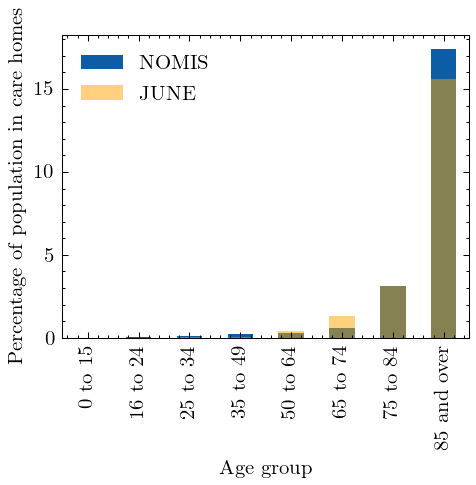 Percentage of population in care homes
NOMIS
JUNE
15
10
5
0
0 to 15
16 to 24
25 to 34
35 to 49
50 to 64
65 to 74
75 to 84
85 and over
Age group